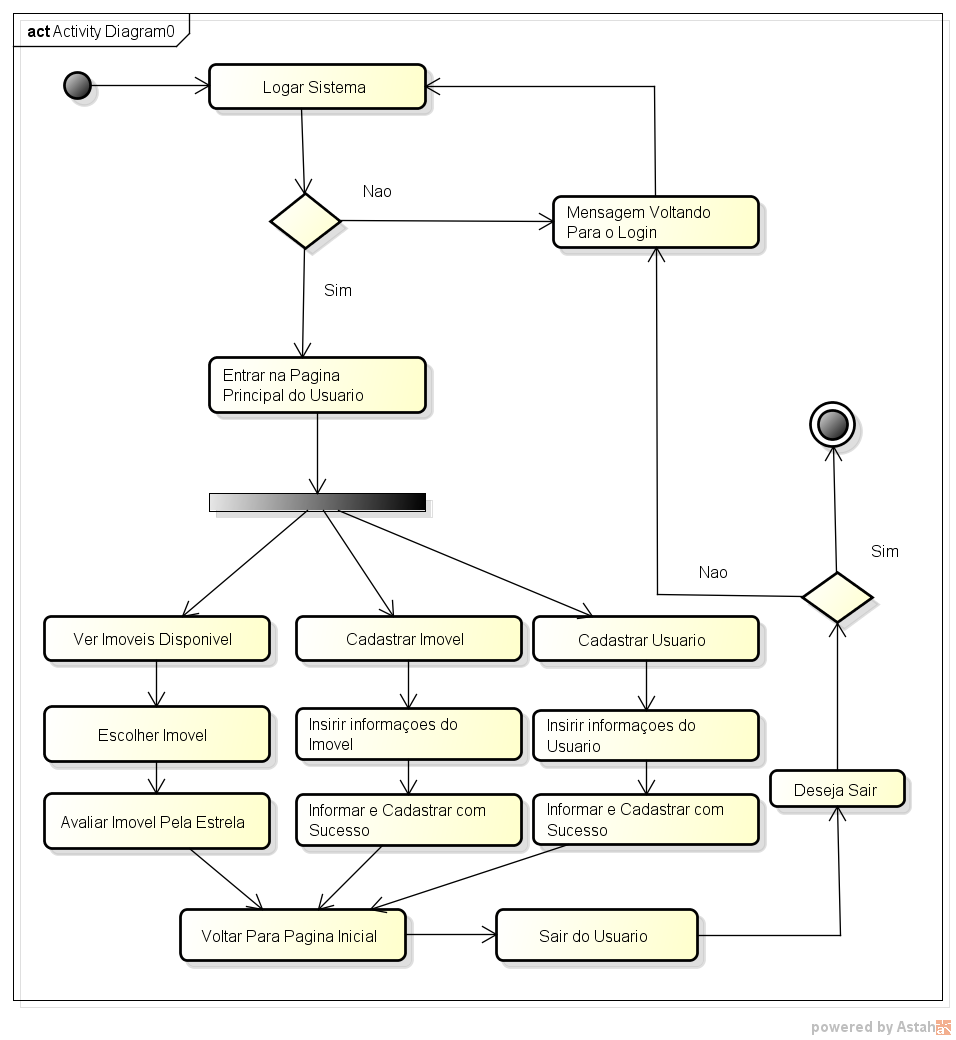 act Activity Diagram0
Logar Sistema
Nao
Mensagem Voltando
Para o Login
Sim
Entrar na Pagina
Principal do Usuario
Sim
Nao
Ver Imoveis Disponivel
Cadastrar Imovel
Cadastrar Usuario
Escolher Imovel
Insirir informaçoes do
Imovel
Insirir informaçoes do
Usuario
Deseja Sair
Avaliar Imovel Pela Estrela
Informar e Cadastrar com
Sucesso
Informar e Cadastrar com
Sucesso
Voltar Para Pagina Inicial
Sair do Usuario
powered by Astah